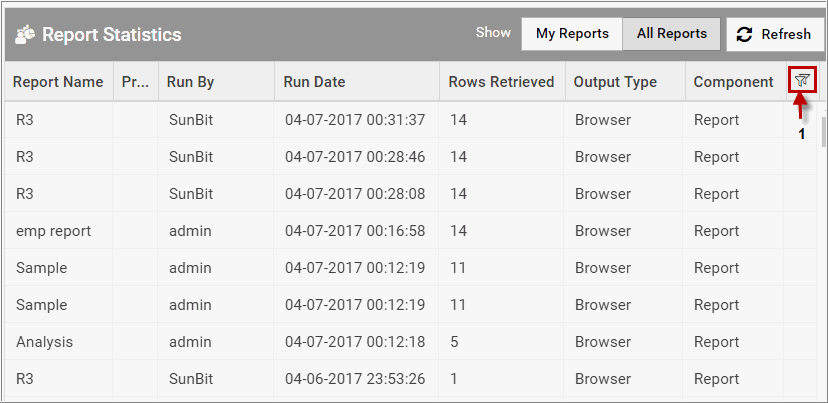 Report Statistics Show My Reports All Reports Refresh
Report Name Pr... Run By Run Date Rows Retrieved Output Type Component
R3 SunBit 04-07-2017 00:31:37 14 Browser Report
1
R3 SunBit 04-07-2017 00:28:46 14 Browser Report
R3 SunBit 04-07-2017 00:28:08 14 Browser Report
emp report admin 04-07-2017 00:16:58 14 Browser Report
Sample admin 04-07-2017 00:12:19 11 Browser Report
Sample admin 04-07-2017 00:12:19 11 Browser Report
Analysis admin 04-07-2017 00:12:18 5 Browser Report
R3 SunBit 04-06-2017 23:53:26 1 Browser Report